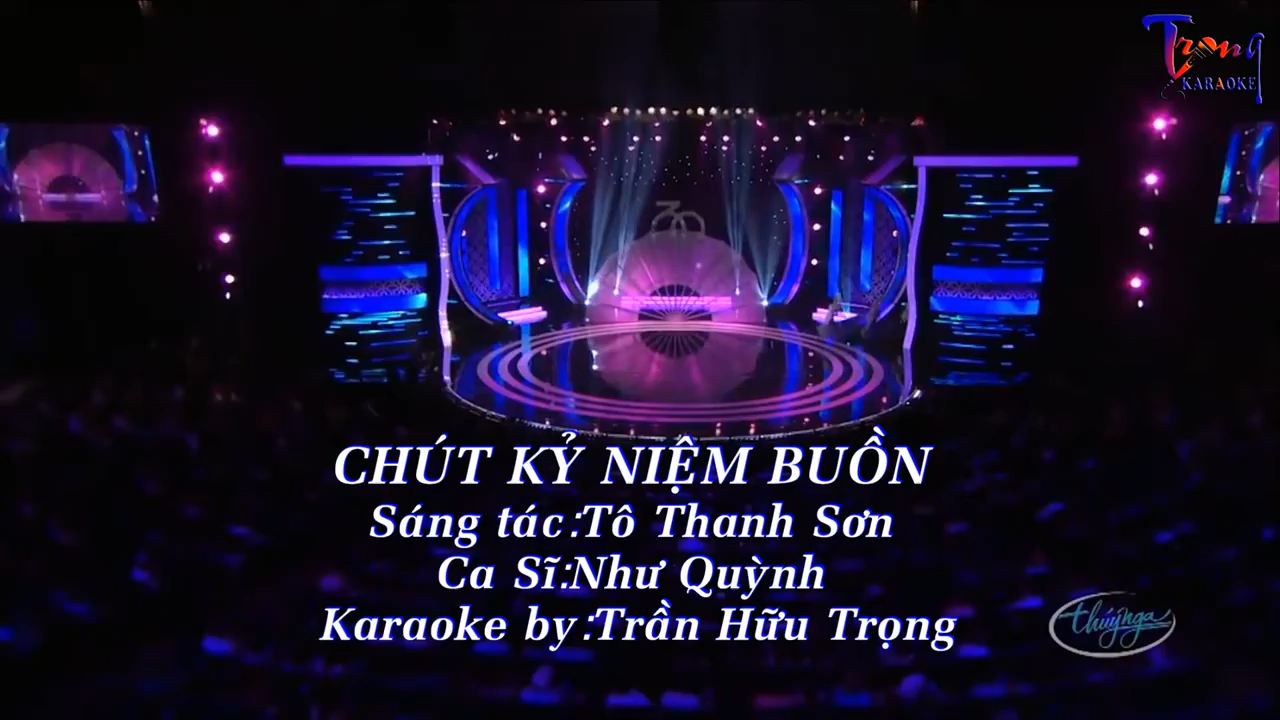 Trọng
KARAOKE
30
CHÚT KỶ NIỆM BUỒN
Sáng tác:Tô Thanh Sơn
Ca Sĩ:Như Quỳnh
Karaoke by:Trần Hữu Trọng
thúy nga